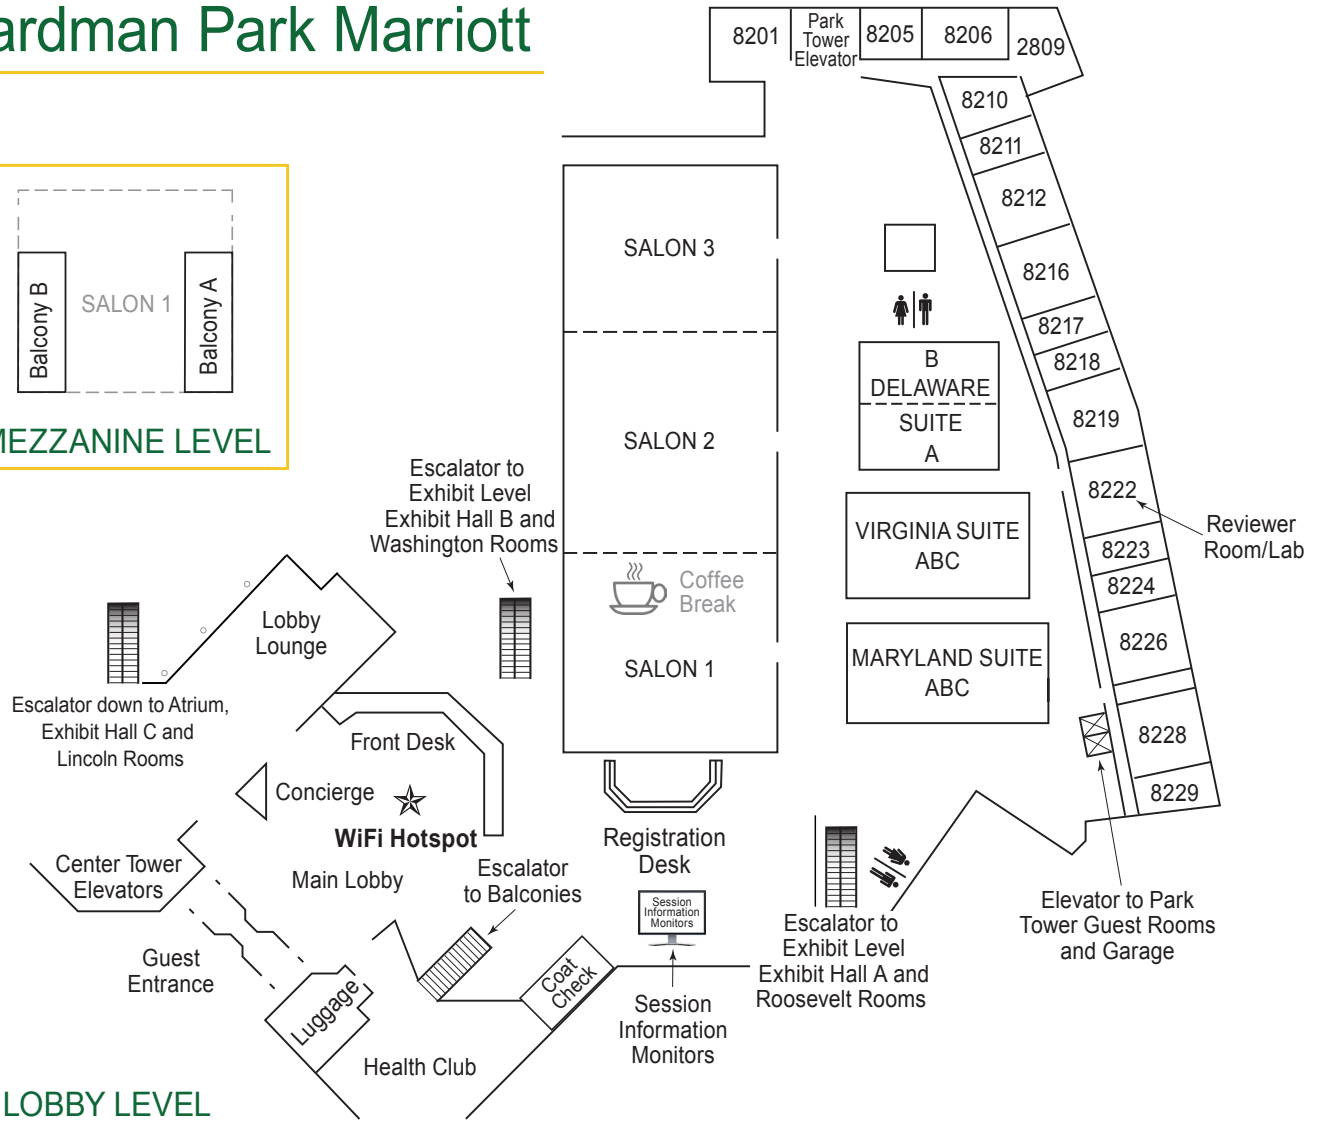 ardman Park Marriott
8201
Park
Tower
Elevator
8205
8206
2809
8210
8211
8212
8216
8217
8218
8219
8222
8223
8224
8226
8228
8229
Reviewer
Room/Lab
Balcony B
SALON 1
Balcony A
MEZZANINE LEVEL
SALON 3
SALON 2
Coffee
Break
SALON 1
B
DELAWARE
SUITE
A
VIRGINIA SUITE
ABC
MARYLAND SUITE
ABC
Escalator to
Exhibit Level
Exhibit Hall B and
Washington Rooms
Lobby
Lounge
Escalator down to Atrium,
Exhibit Hall C and
Lincoln Rooms
Front Desk
Concierge
WiFi Hotspot
Main Lobby
Center Tower
Elevators
Guest
Entrance
Escalator
to Balconies
Registration
Desk
Session
Information
Monitors
Session
Information
Monitors
Coat
Check
Luggage
Health Club
Escalator to
Exhibit Level
Exhibit Hall A and
Roosevelt Rooms
Elevator to Park
Tower Guest Rooms
and Garage
LOBBY LEVEL